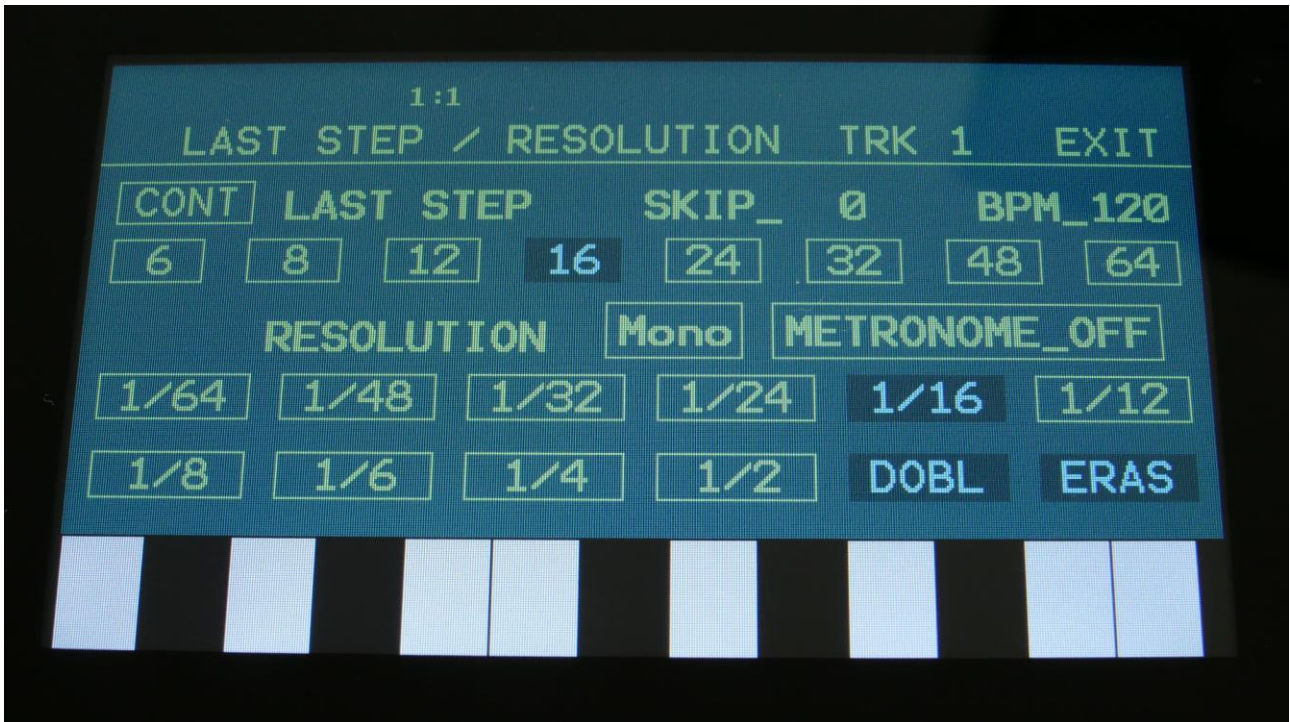 1:1
LAST STEP / RESOLUTION TRK 1 EXIT
CONT LAST STEP SKIP_ 0 BPM_120
6 8 12 16 24 32 48 64
RESOLUTION Mono METRONOME_OFF
1/64 1/48 1/32 1/24 1/16 1/12
1/8 1/6 1/4 1/2 DOBL ERAS